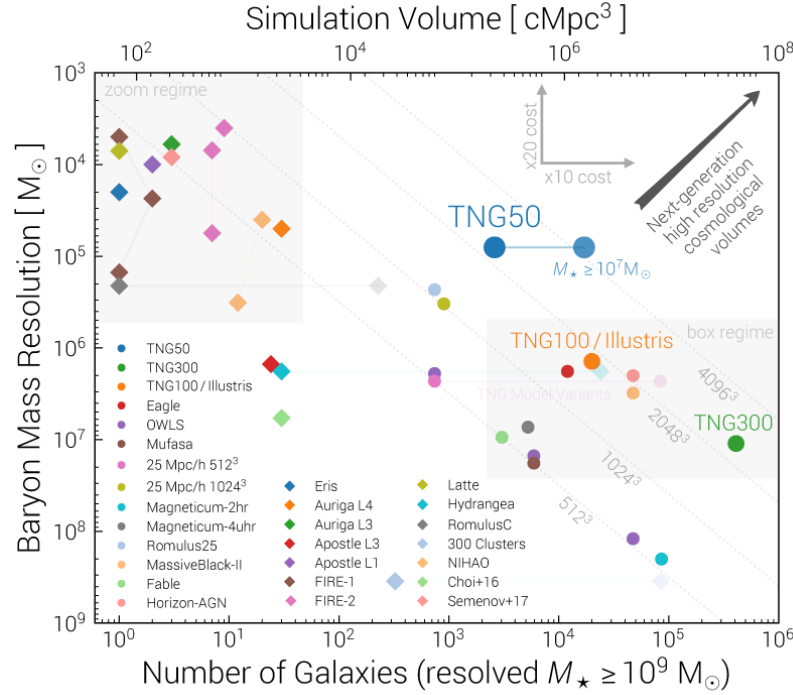 Simulation Volume [ cMpc³ ]
10² 10⁴ 10⁶ 10⁸
Baryon Mass Resolution [ M☉ ]
10³
10⁴
10⁵
10⁶
10⁷
10⁸
10⁹
zoom regime
x20 cost
x10 cost
Next-generation
high resolution
cosmological
volumes
TNG50
M⋆ ≥ 10⁷ M☉
box regime
TNG100 / Illustris
TNG Model Variants
TNG300
4096³
2048³
1024³
512³
TNG50
TNG300
TNG100 / Illustris
Eagle
OWLS
Mufasa
25 Mpc/h 512³
25 Mpc/h 1024³
Magneticum-2hr
Magneticum-4uhr
Romulus25
MassiveBlack-II
Fable
Horizon-AGN
Eris
Auriga L4
Auriga L3
Apostle L3
Apostle L1
FIRE-1
FIRE-2
Latte
Hydrangea
RomulusC
300 Clusters
NIHAO
Choi+16
Semenov+17
10⁰ 10¹ 10² 10³ 10⁴ 10⁵ 10⁶
Number of Galaxies (resolved M⋆ ≥ 10⁹ M☉)